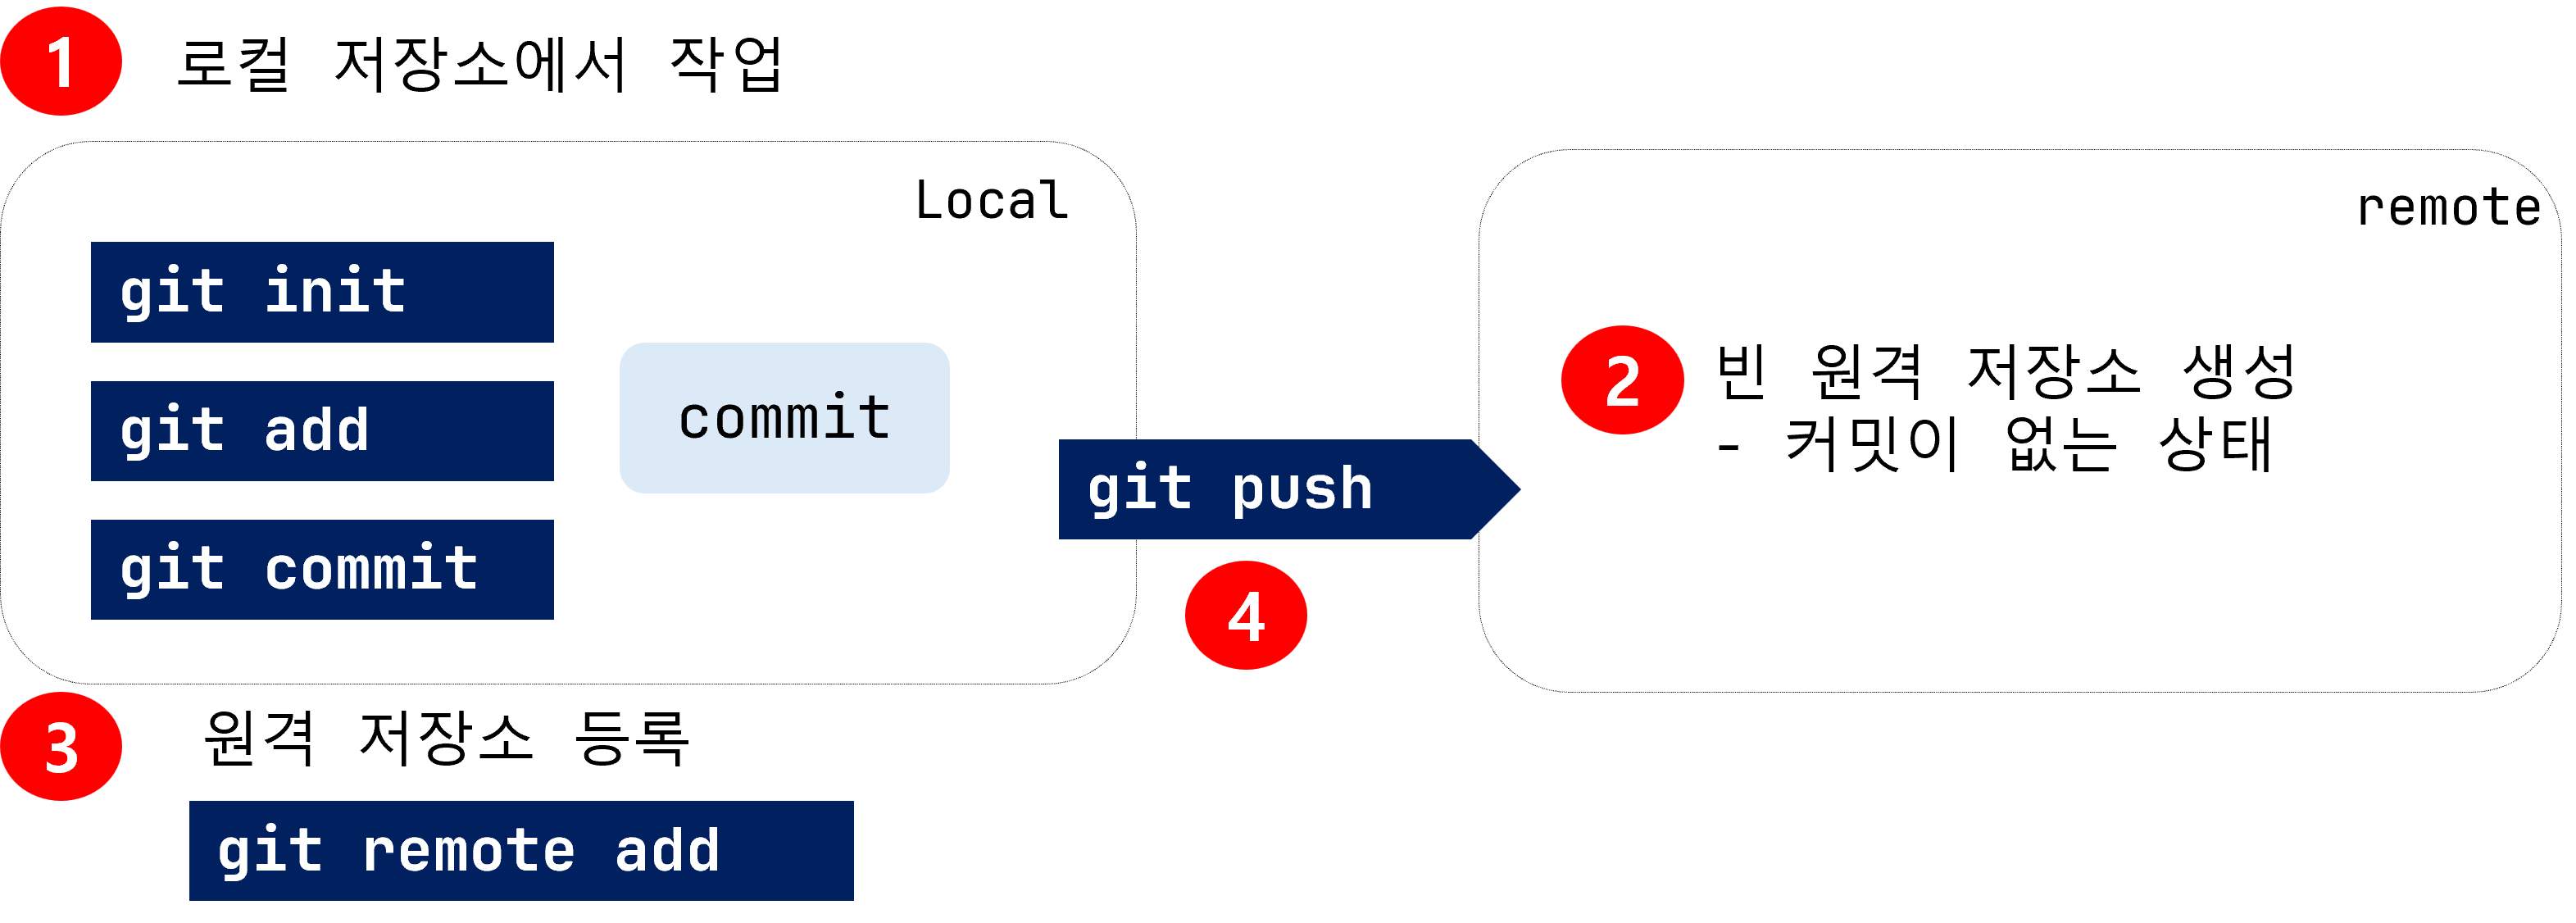 1 로컬 저장소에서 작업
Local
git init
git add
git commit
commit
git push
4
remote
2 빈 원격 저장소 생성
- 커밋이 없는 상태
3 원격 저장소 등록
git remote add